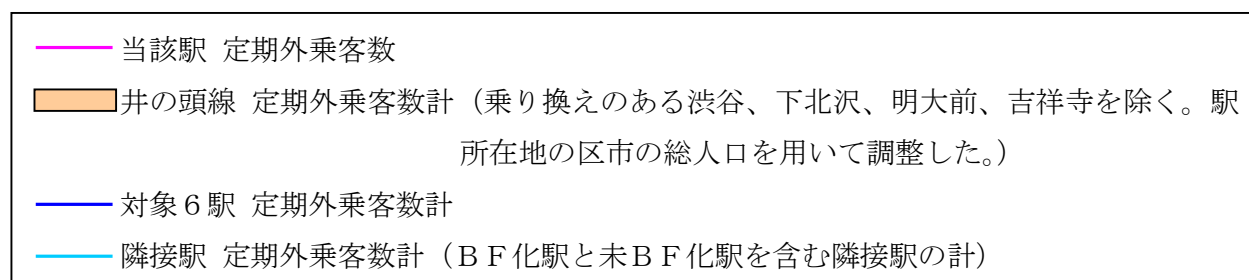 当該駅 定期外乗客数
井の頭線 定期外乗客数計（乗り換えのある渋谷、下北沢、明大前、吉祥寺を除く。駅
所在地の区市の総人口を用いて調整した。）
対象６駅 定期外乗客数計
隣接駅 定期外乗客数計（ＢＦ化駅と未ＢＦ化駅を含む隣接駅の計）